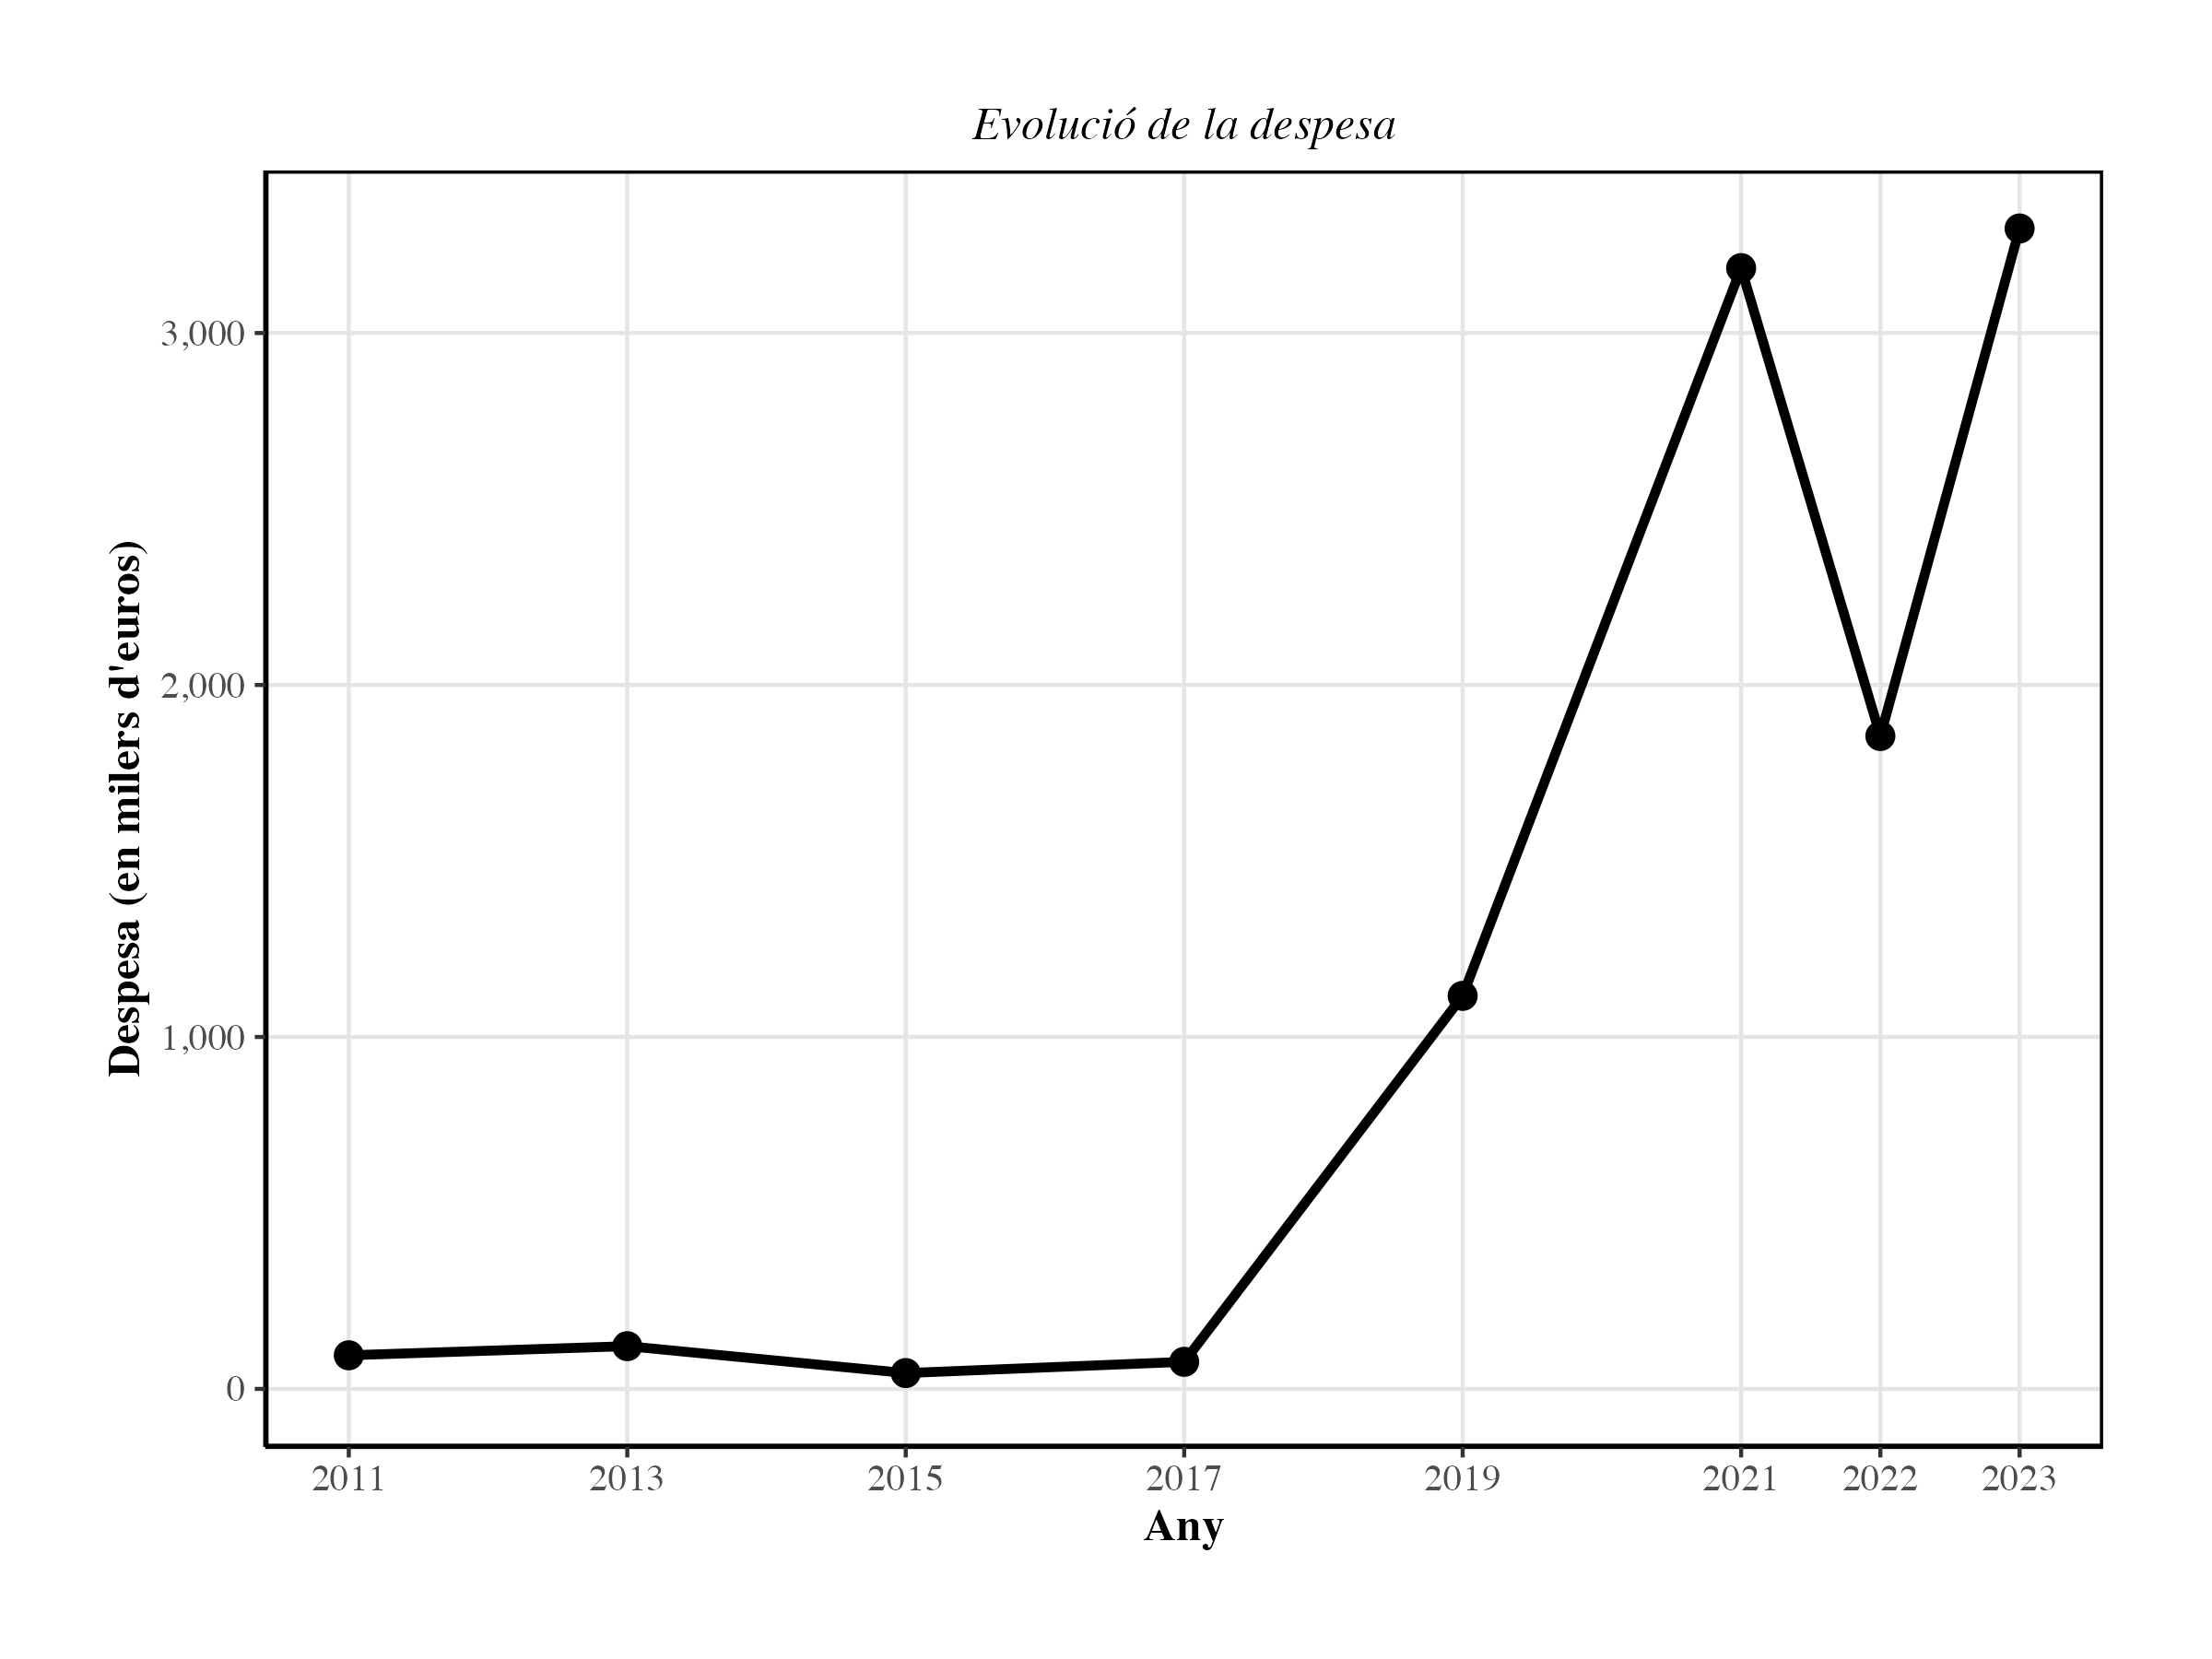 Evolució de la despesa
Despesa (en milers d'euros)
3,000
2,000
1,000
0
2011 2013 2015 2017 2019 2021 2022 2023
Any